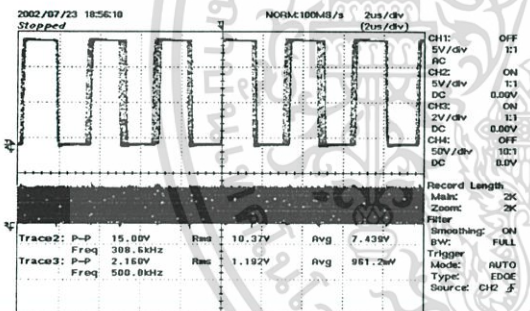 2002/07/23 18:56:10 NORM:100MS/s 2us/div
Stopped (2us/div)
CH1: OFF
5V/div 1:1
AC
CH2: ON
5V/div 1:1
DC 0.00V
CH3: ON
2V/div 1:1
DC 0.00V
CH4: OFF
50V/div 10:1
DC 0.0V
Record Length
Main: 2K
Zoom: 2K
Filter
Smoothing: ON
BW: FULL
Trigger
Mode: AUTO
Type: EDGE
Source: CH2
Trace2: P-P 15.00V Rms 10.37V Avg 7.439V
Freq 308.6kHz
Trace3: P-P 2.160V Rms 1.192V Avg 961.2mV
Freq 500.0kHz